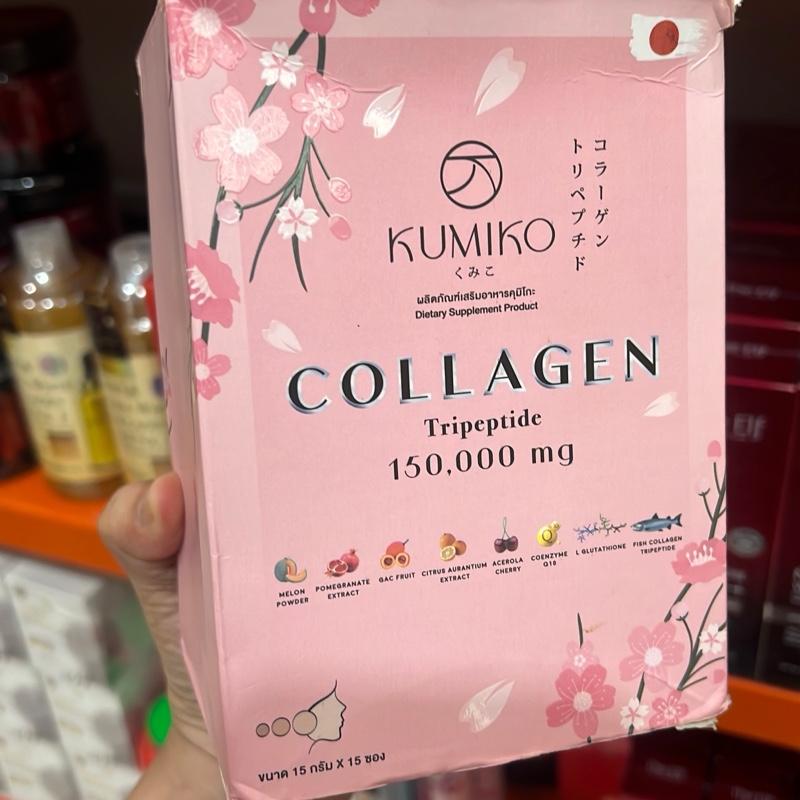 コラーゲン
トリペプチド
KUMIKO
くみこ
ผลิตภัณฑ์เสริมอาหารคุมิโกะ
Dietary Supplement Product
COLLAGEN
Tripeptide
150,000 mg
MELON POWDER
POMEGRANATE EXTRACT
GAC FRUIT
CITRUS AURANTIUM EXTRACT
ACEROLA CHERRY
COENZYME Q10
L GLUTATHIONE
FISH COLLAGEN TRIPEPTIDE
ขนาด 15 กรัม X 15 ซอง